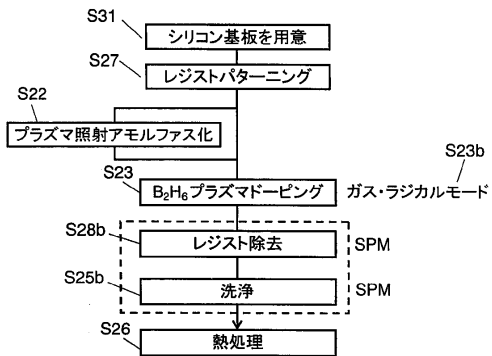 S31
シリコン基板を用意
S27
レジストパターニング
S22
プラズマ照射アモルファス化
S23b
S23
B₂H₆プラズマドーピング ガス・ラジカルモード
S28b
レジスト除去 SPM
S25b
洗浄 SPM
S26
熱処理